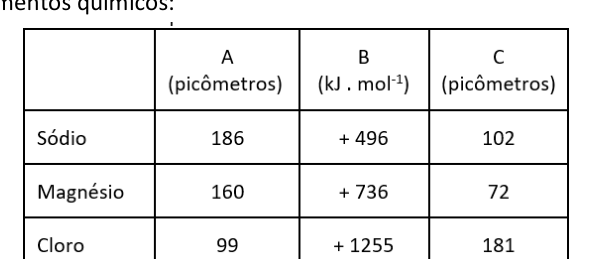 mentos químicos:
A B C
(picômetros) (kJ . mol⁻¹) (picômetros)
Sódio 186 + 496 102
Magnésio 160 + 736 72
Cloro 99 + 1255 181